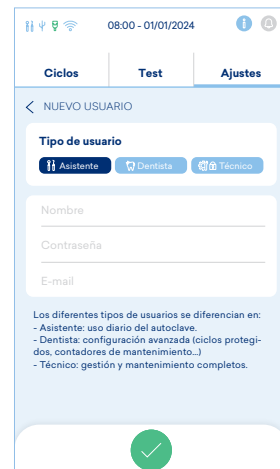 08:00 - 01/01/2024
Ciclos Test Ajustes
NUEVO USUARIO
Tipo de usuario
Asistente Dentista Técnico
Nombre
Contraseña
E-mail
Los diferentes tipos de usuarios se diferencian en:
- Asistente: uso diario del autoclave.
- Dentista: configuración avanzada (ciclos protegi-
dos, contadores de mantenimiento...)
- Técnico: gestión y mantenimiento completos.